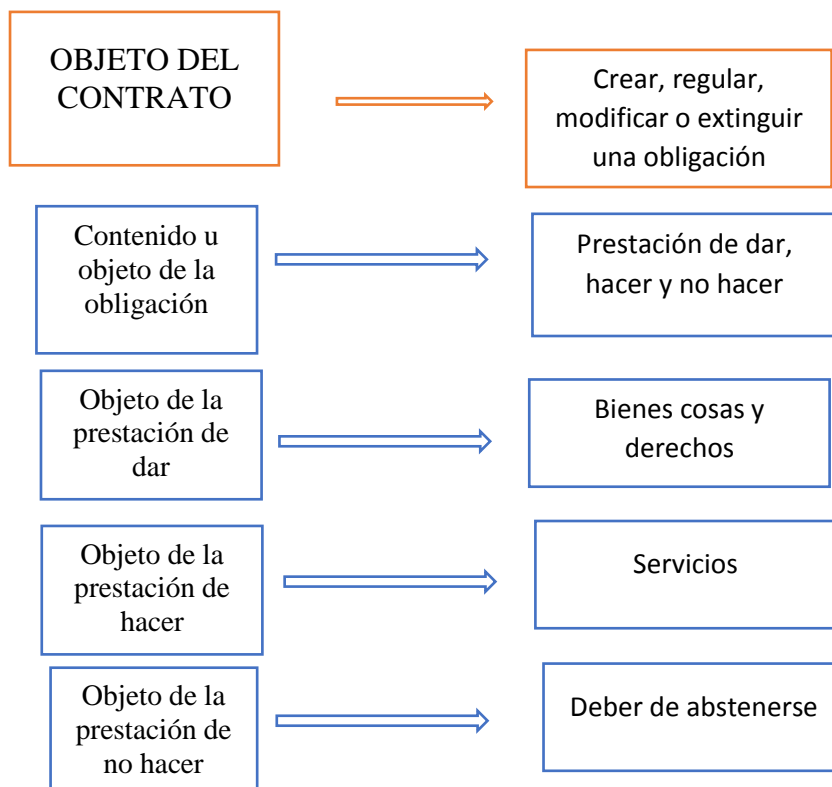 OBJETO DEL
CONTRATO
Crear, regular,
modificar o extinguir
una obligación
Contenido u
objeto de la
obligación
Prestación de dar,
hacer y no hacer
Objeto de la
prestación de
dar
Bienes cosas y
derechos
Objeto de la
prestación de
hacer
Servicios
Objeto de la
prestación de
no hacer
Deber de abstenerse